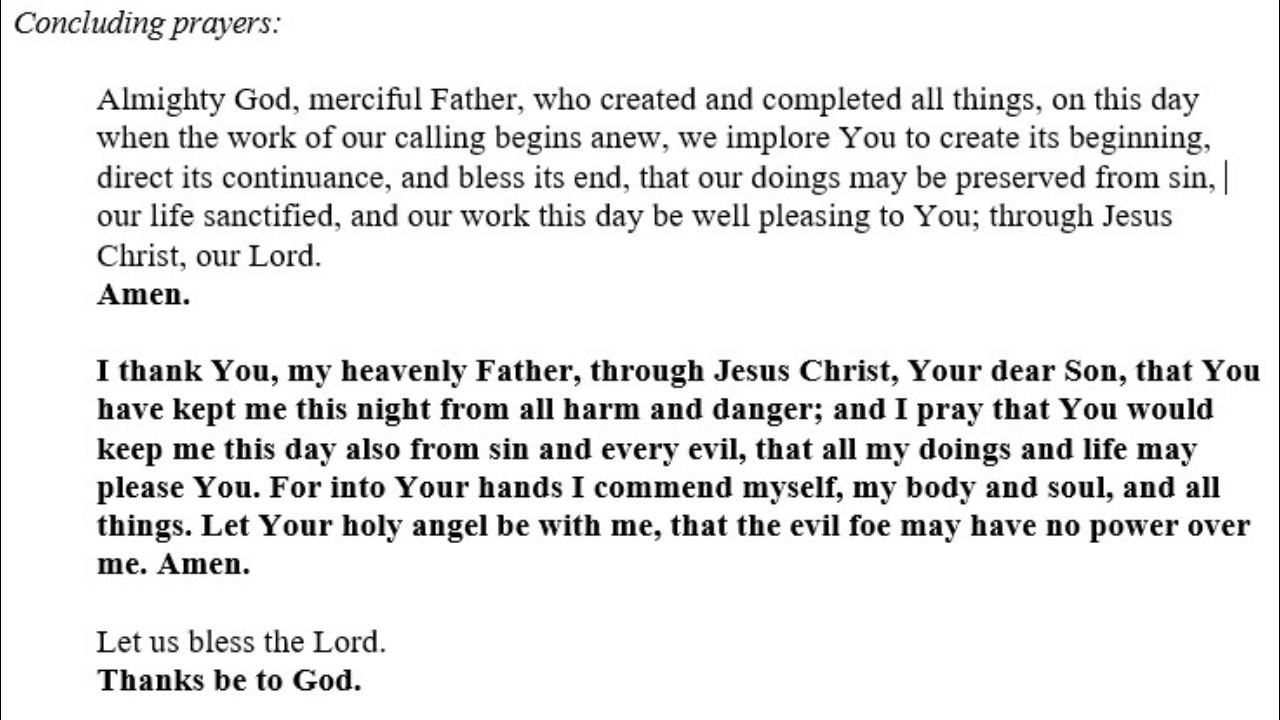 Concluding prayers:
Almighty God, merciful Father, who created and completed all things, on this day
when the work of our calling begins anew, we implore You to create its beginning,
direct its continuance, and bless its end, that our doings may be preserved from sin,
our life sanctified, and our work this day be well pleasing to You; through Jesus
Christ, our Lord.
Amen.
I thank You, my heavenly Father, through Jesus Christ, Your dear Son, that You
have kept me this night from all harm and danger; and I pray that You would
keep me this day also from sin and every evil, that all my doings and life may
please You. For into Your hands I commend myself, my body and soul, and all
things. Let Your holy angel be with me, that the evil foe may have no power over
me. Amen.
Let us bless the Lord.
Thanks be to God.